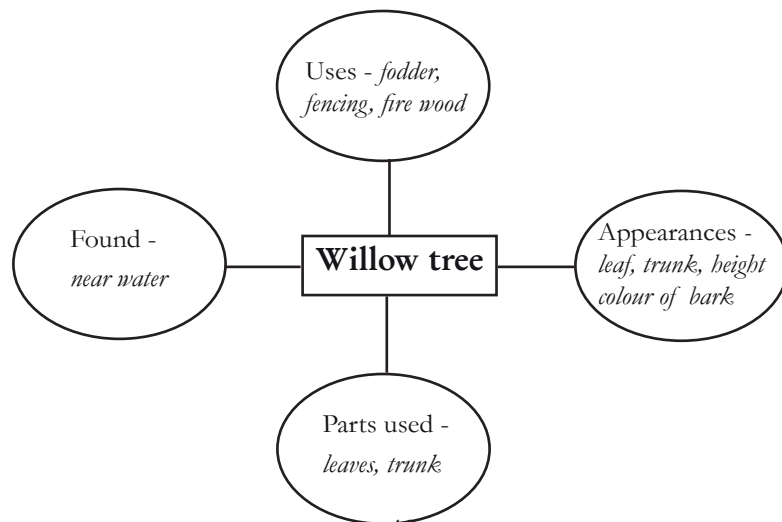 Uses - fodder,
fencing, fire wood
Found -
near water
Willow tree
Appearances -
leaf, trunk, height
colour of bark
Parts used -
leaves, trunk